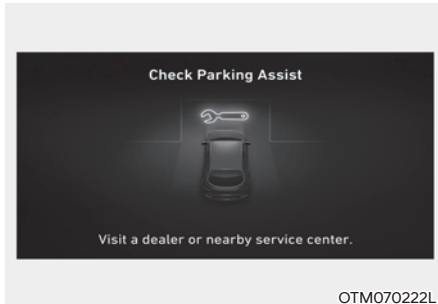 Check Parking Assist
Visit a dealer or nearby service center.
OTM070222L